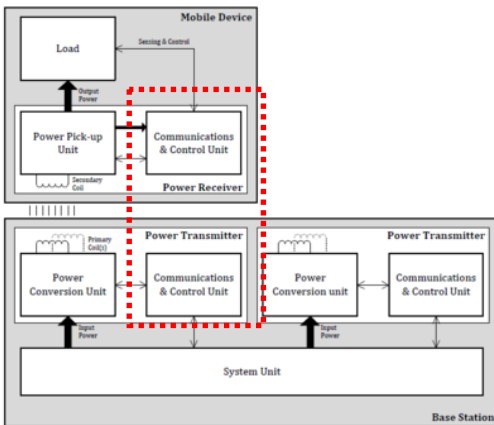 Mobile Device
Load
Sensing & Control
Output
Power
Power Pick-up
Unit
Communications
& Control Unit
Secondary
Coil
Power Receiver
Primary
Coil(s)
Power Transmitter
Power
Conversion Unit
Communications
& Control Unit
Input
Power
Power Transmitter
Power
Conversion unit
Communications
& Control Unit
Input
Power
System Unit
Base Station